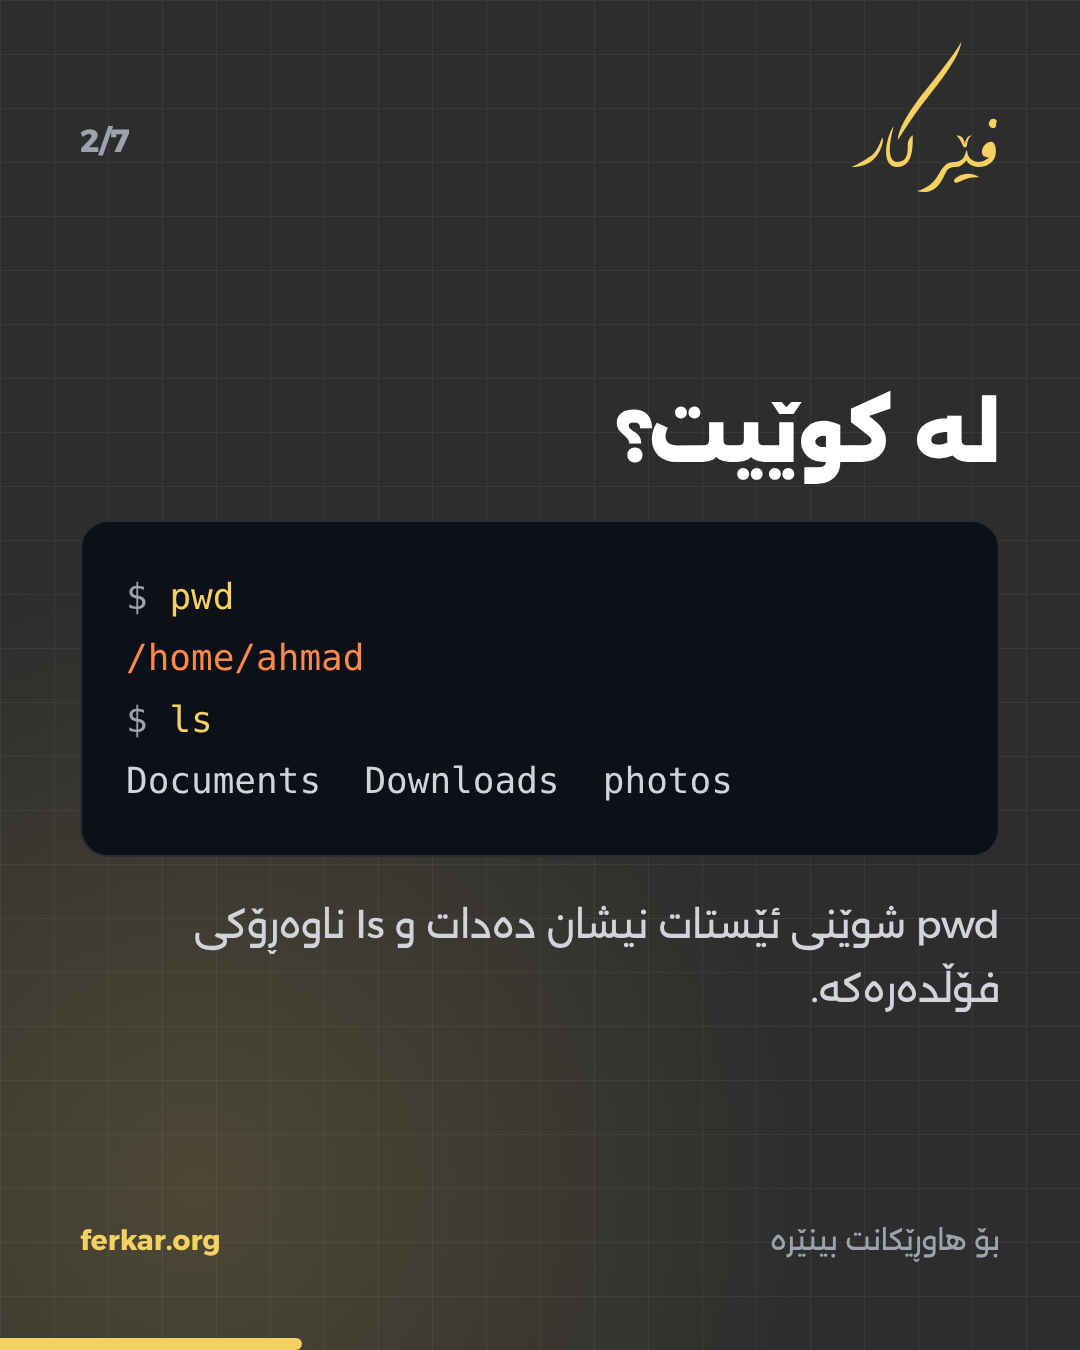 فێرکار
2/7
لە کوێیت؟
$ pwd
/home/ahmad
$ ls
Documents  Downloads  photos
pwd شوێنی ئێستات نیشان دەدات و ls ناوەڕۆکی
فۆڵدەرەکە.
بۆ هاوڕێکانت بینێرە
ferkar.org